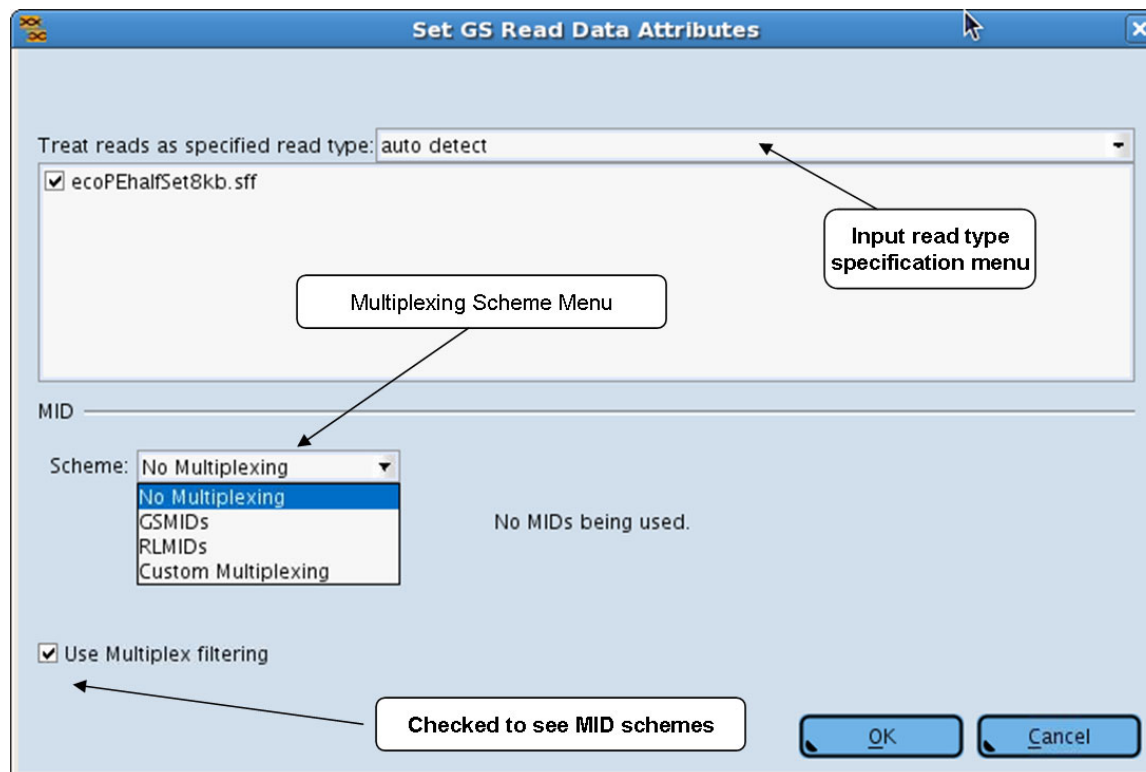 Set GS Read Data Attributes
Treat reads as specified read type: auto detect
ecoPEhalfSet8kb.sff
Input read type
specification menu
Multiplexing Scheme Menu
MID
Scheme: No Multiplexing
No Multiplexing
GSMIDs
No MIDs being used.
RLMIDs
Custom Multiplexing
Use Multiplex filtering
Checked to see MID schemes
OK
Cancel